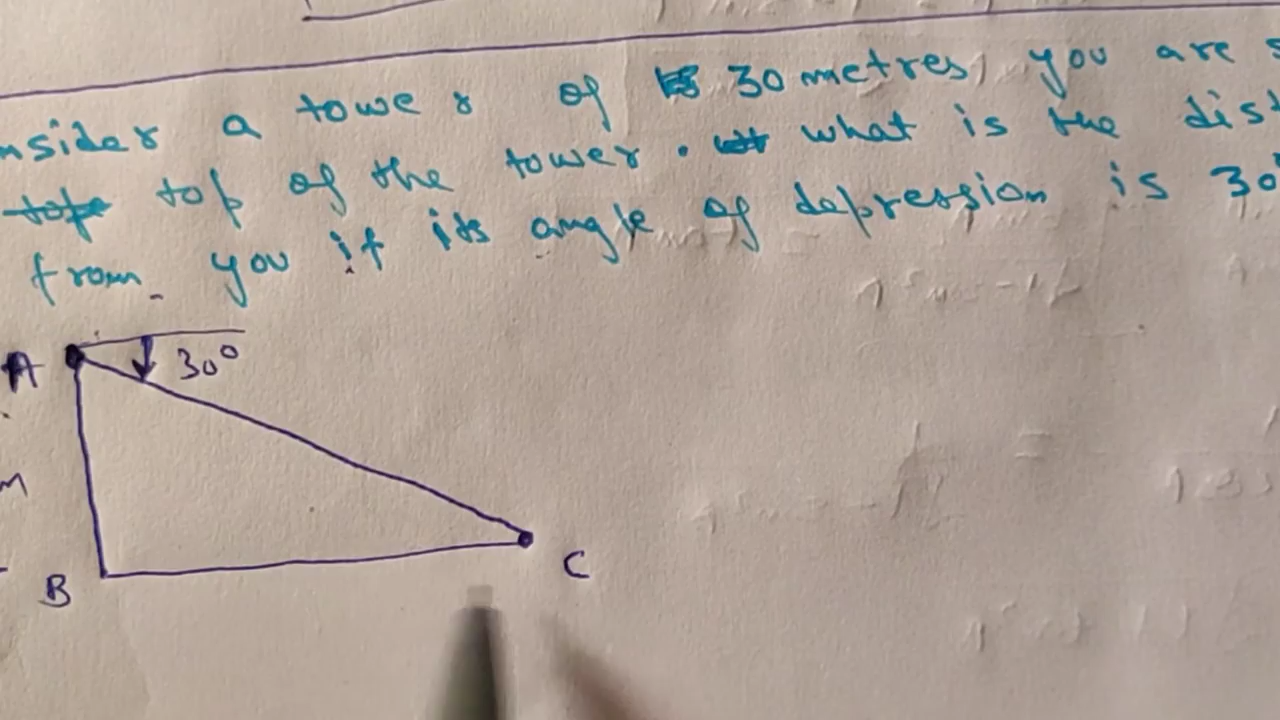 nsider a tower of 30 metres, you are s
top of the tower. what is the dist
from you if its angle of depression is 30°
A
30°
m
B
C